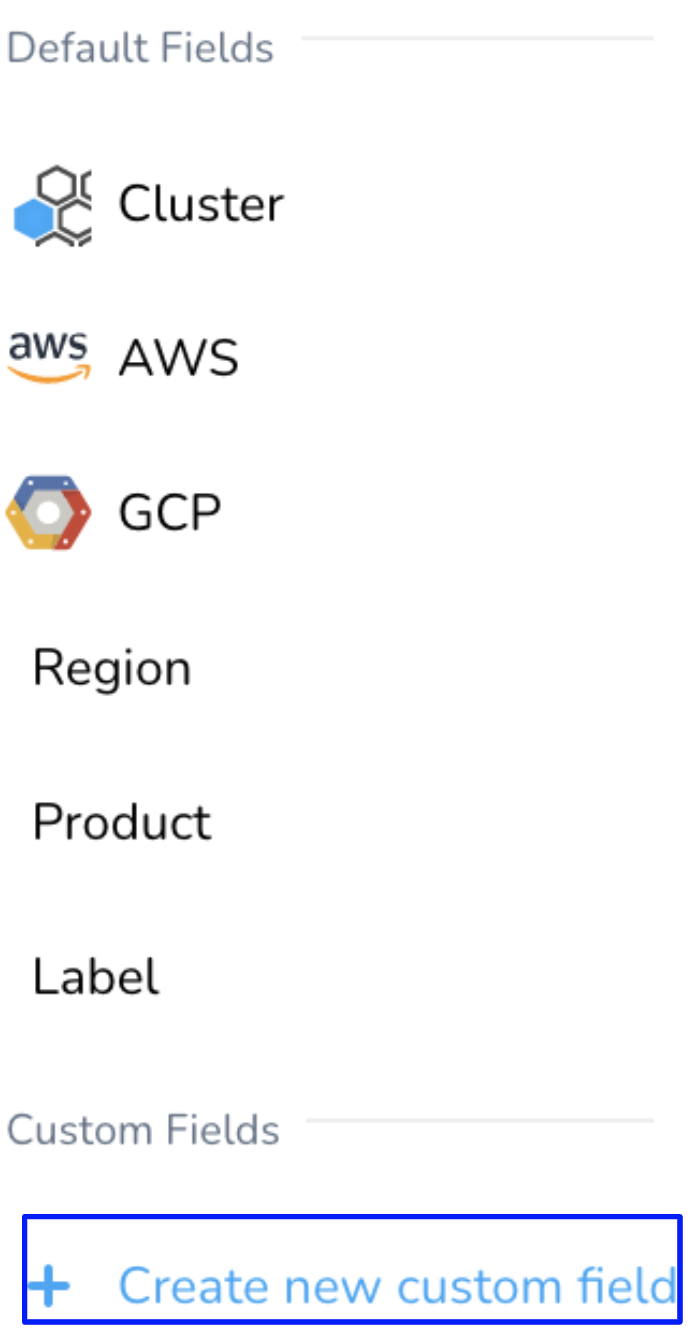 Default Fields
Cluster
aws AWS
GCP
Region
Product
Label
Custom Fields
+ Create new custom field